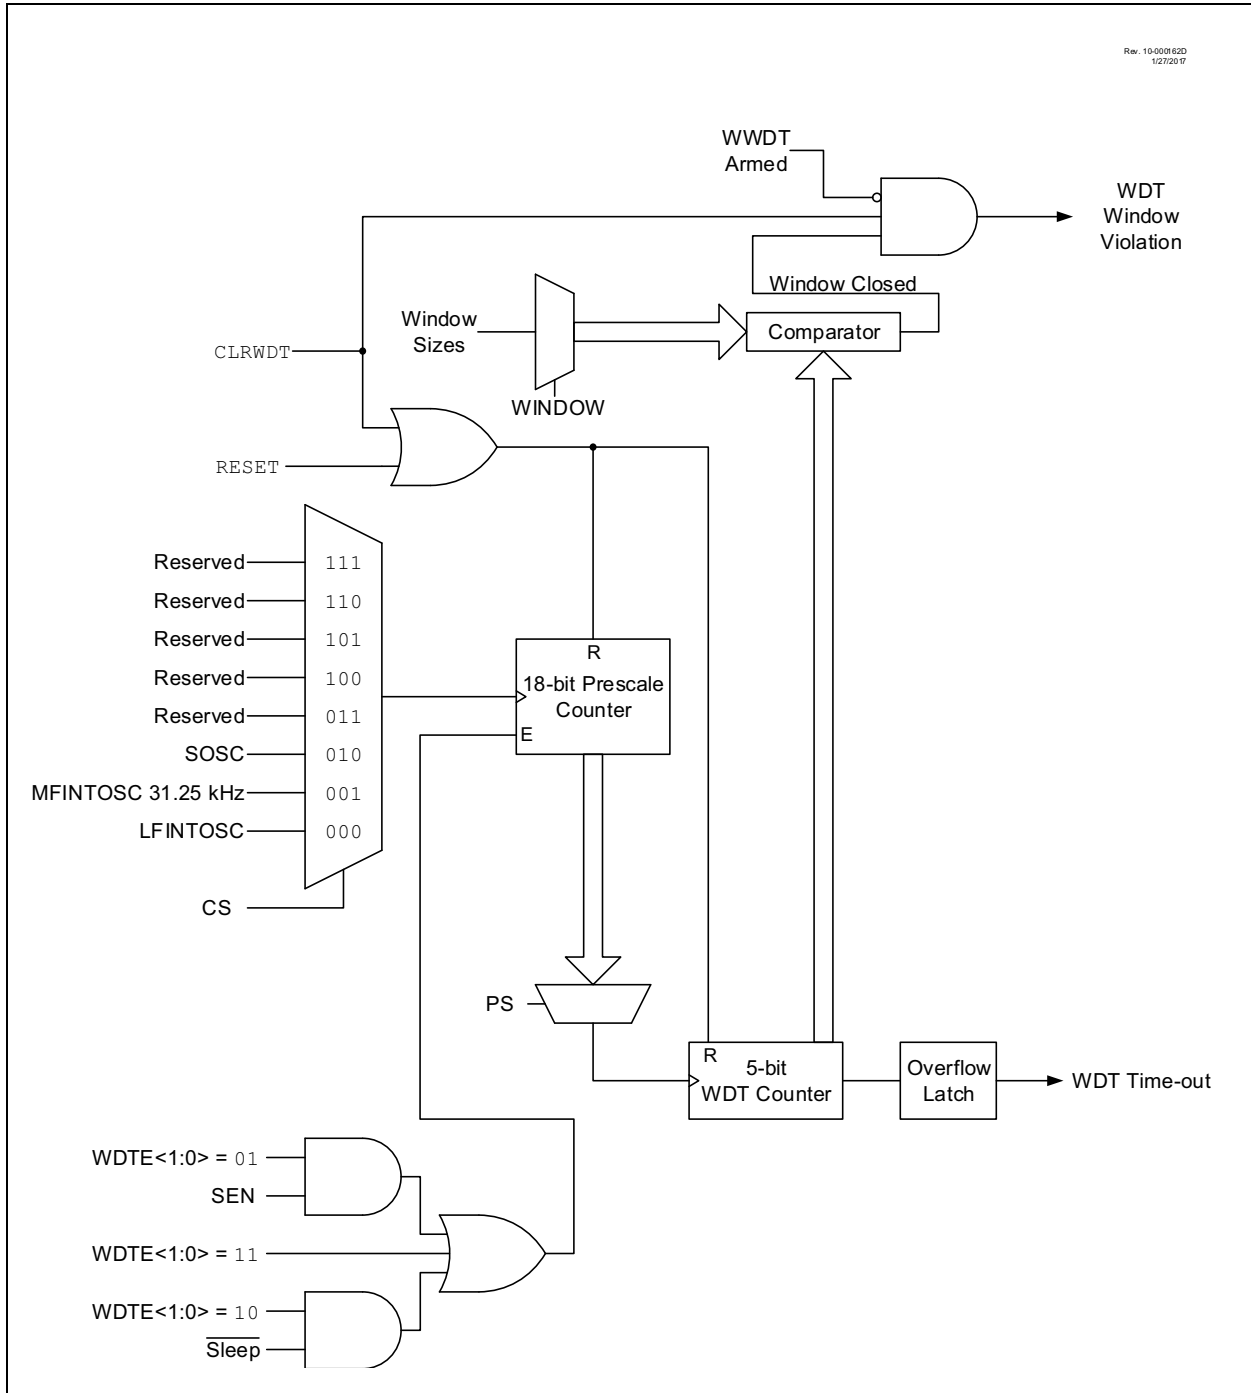 Rev. 10-000162D
1/27/2017
WWDT
Armed
WDT
Window
Violation
Window Closed
Window
Sizes
Comparator
CLRWDT
WINDOW
RESET
Reserved 111
Reserved 110
Reserved 101
Reserved 100
Reserved 011
SOSC 010
MFINTOSC 31.25 kHz 001
LFINTOSC 000
CS
R
18-bit Prescale
Counter
E
PS
R
5-bit
WDT Counter
Overflow
Latch
WDT Time-out
WDTE<1:0> = 01
SEN
WDTE<1:0> = 11
WDTE<1:0> = 10
Sleep